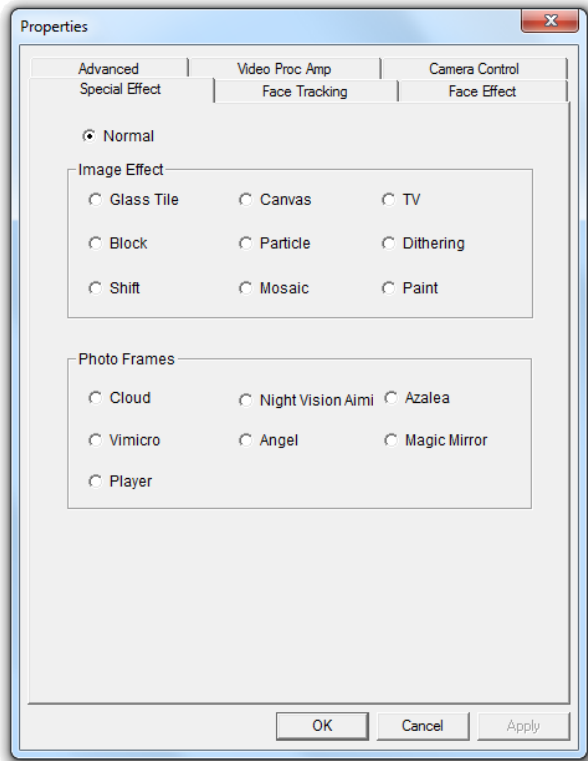 Properties
Advanced Video Proc Amp Camera Control
Special Effect Face Tracking Face Effect
Normal
Image Effect
Glass Tile Canvas TV
Block Particle Dithering
Shift Mosaic Paint
Photo Frames
Cloud Night Vision Aimi Azalea
Vimicro Angel Magic Mirror
Player
OK Cancel Apply